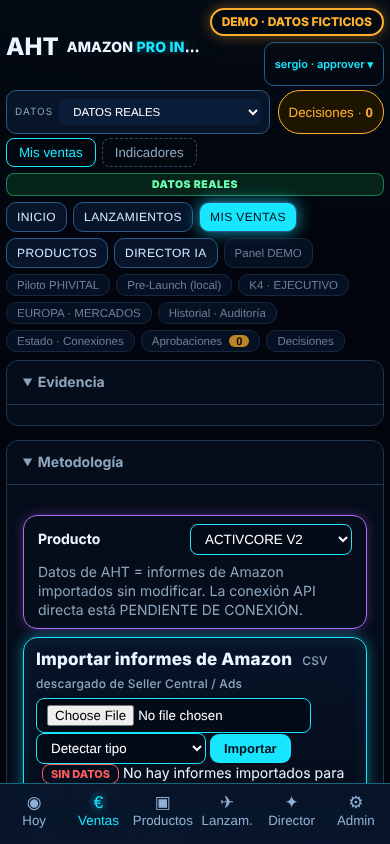 DEMO · DATOS FICTICIOS
AHT AMAZON PRO IN...
sergio · approver ▾
DATOS DATOS REALES
Decisiones · 0
Mis ventas Indicadores
DATOS REALES
INICIO LANZAMIENTOS MIS VENTAS
PRODUCTOS DIRECTOR IA Panel DEMO
Piloto PHIVITAL Pre-Launch (local) K4 · EJECUTIVO
EUROPA · MERCADOS Historial · Auditoría
Estado · Conexiones Aprobaciones 0 Decisiones
▼ Evidencia
▼ Metodología
Producto ACTIVCORE V2
Datos de AHT = informes de Amazon
importados sin modificar. La conexión API
directa está PENDIENTE DE CONEXIÓN.
Importar informes de Amazon CSV
descargado de Seller Central / Ads
Choose File No file chosen
Detectar tipo Importar
SIN DATOS No hay informes importados para
Hoy Ventas Productos Lanzam. Director Admin